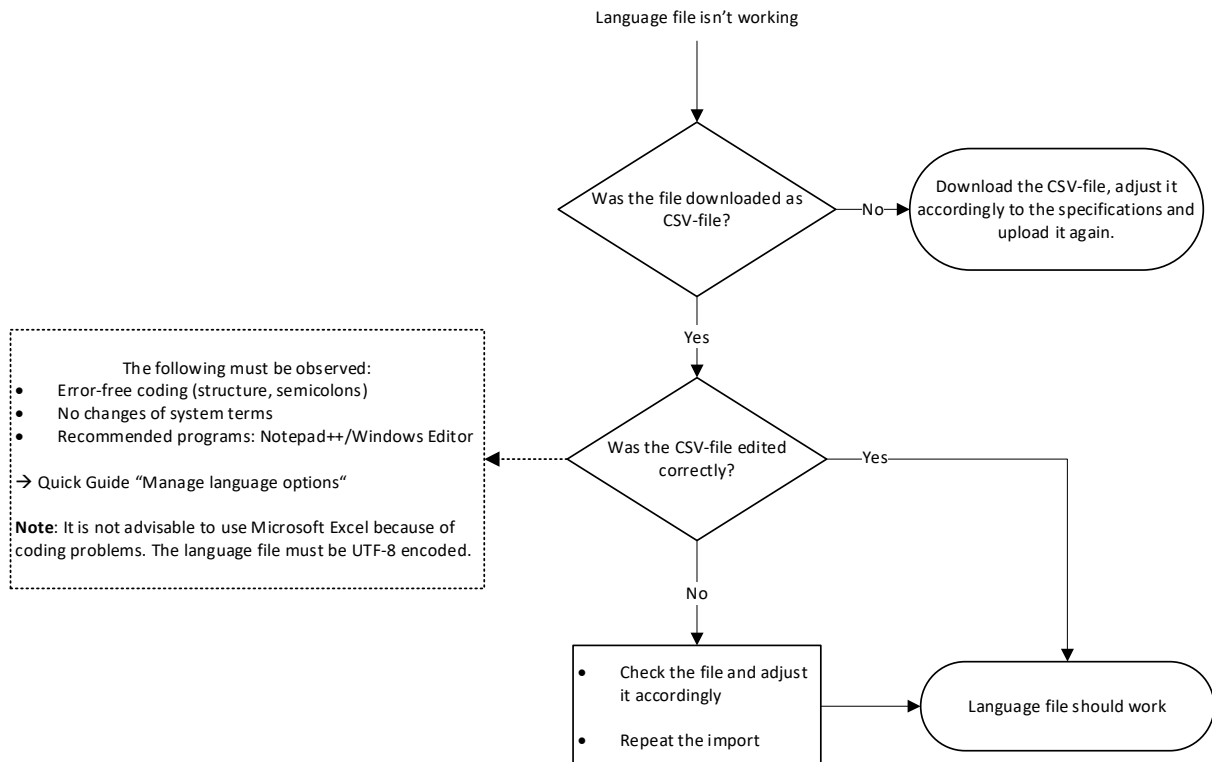 Language file isn’t working
Was the file downloaded as
CSV-file?
No
Download the CSV-file, adjust it
accordingly to the specifications and
upload it again.
Yes
The following must be observed:
• Error-free coding (structure, semicolons)
• No changes of system terms
• Recommended programs: Notepad++/Windows Editor
→ Quick Guide “Manage language options“
Note: It is not advisable to use Microsoft Excel because of
coding problems. The language file must be UTF-8 encoded.
Was the CSV-file edited
correctly?
Yes
No
• Check the file and adjust
it accordingly
• Repeat the import
Language file should work